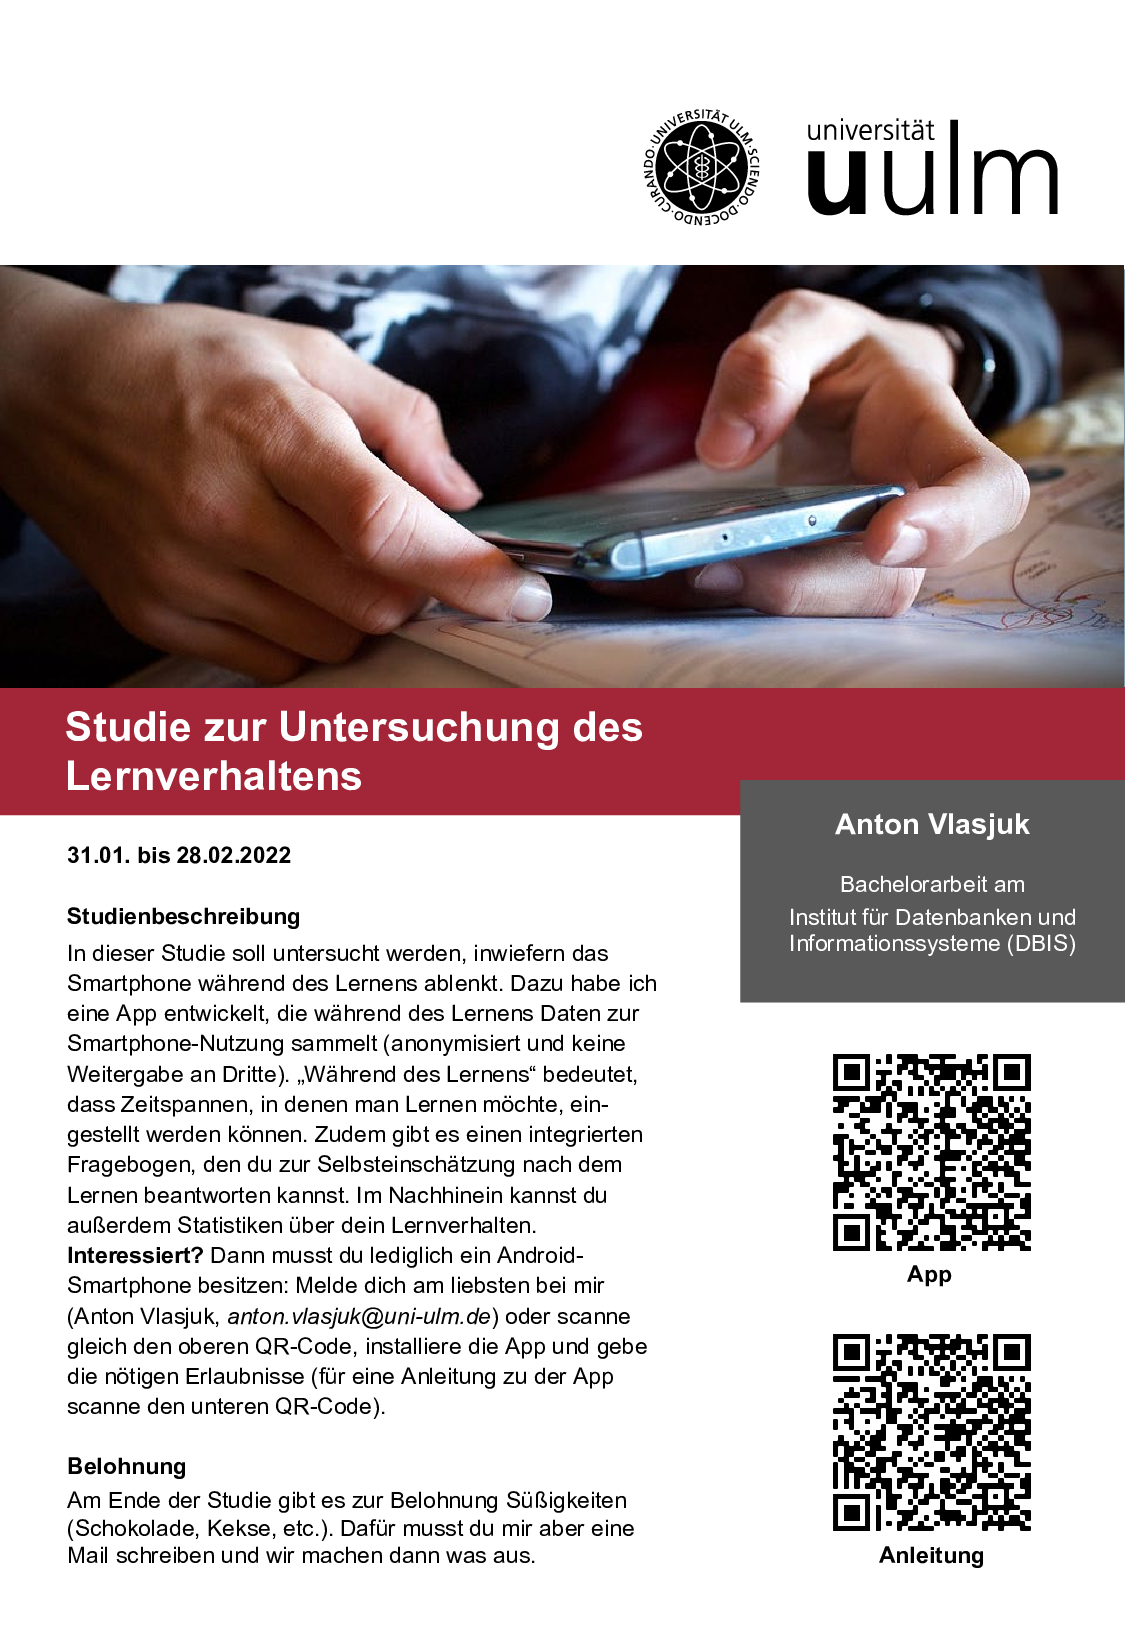 ·UNIVERSITÄT ULM·SCIENDO·DOCENDO·CURANDO
universität
uulm
Studie zur Untersuchung des
Lernverhaltens
Anton Vlasjuk
Bachelorarbeit am
Institut für Datenbanken und
Informationssysteme (DBIS)
31.01. bis 28.02.2022
Studienbeschreibung
In dieser Studie soll untersucht werden, inwiefern das
Smartphone während des Lernens ablenkt. Dazu habe ich
eine App entwickelt, die während des Lernens Daten zur
Smartphone-Nutzung sammelt (anonymisiert und keine
Weitergabe an Dritte). „Während des Lernens“ bedeutet,
dass Zeitspannen, in denen man Lernen möchte, ein-
gestellt werden können. Zudem gibt es einen integrierten
Fragebogen, den du zur Selbsteinschätzung nach dem
Lernen beantworten kannst. Im Nachhinein kannst du
außerdem Statistiken über dein Lernverhalten.
Interessiert? Dann musst du lediglich ein Android-
Smartphone besitzen: Melde dich am liebsten bei mir
(Anton Vlasjuk, anton.vlasjuk@uni-ulm.de) oder scanne
gleich den oberen QR-Code, installiere die App und gebe
die nötigen Erlaubnisse (für eine Anleitung zu der App
scanne den unteren QR-Code).
Belohnung
Am Ende der Studie gibt es zur Belohnung Süßigkeiten
(Schokolade, Kekse, etc.). Dafür musst du mir aber eine
Mail schreiben und wir machen dann was aus.
App
Anleitung